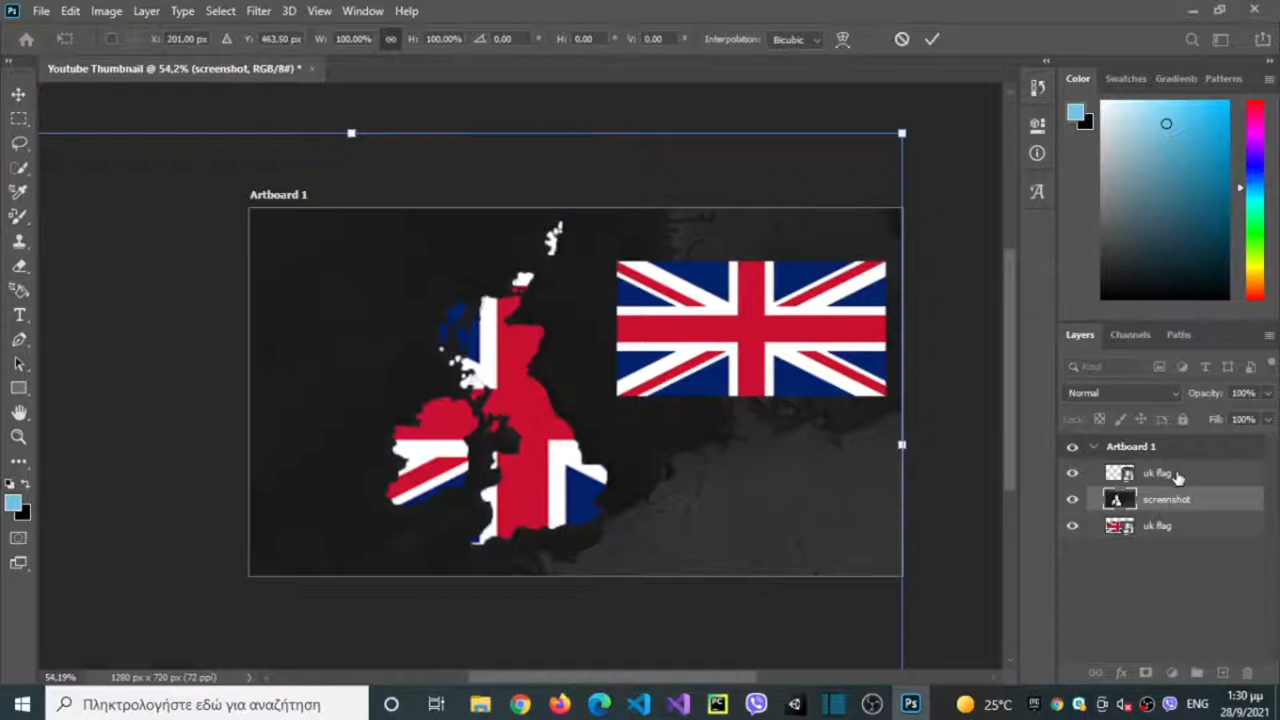 Ps File Edit Image Layer Type Select Filter 3D View Window Help
X: 201.00 px Y: 463.50 px W: 100.00% H: 100.00% 0.00 ° H: 0.00 ° V: 0.00 ° Interpolation: Bicubic
Youtube Thumbnail @ 54,2% (screenshot, RGB/8#) * ×
Color Swatches Gradients Patterns
Artboard 1
Layers Channels Paths
Kind
Normal Opacity: 100%
Lock: Fill: 100%
Artboard 1
uk flag
screenshot
uk flag
54,19% 1280 px x 720 px (72 ppi)
Πληκτρολογήστε εδώ για αναζήτηση
25°C ENG
1:30 μμ
28/9/2021